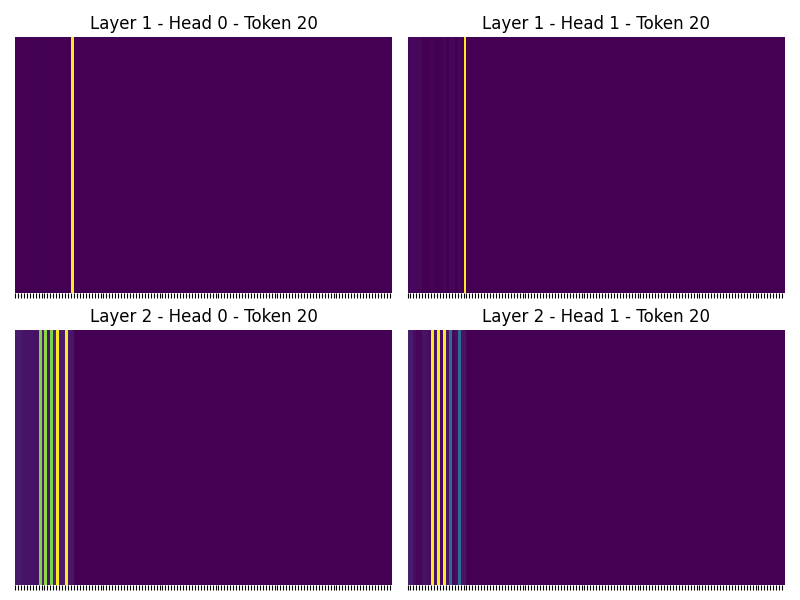 Layer 1 - Head 0 - Token 20
Layer 1 - Head 1 - Token 20
Layer 2 - Head 0 - Token 20
Layer 2 - Head 1 - Token 20